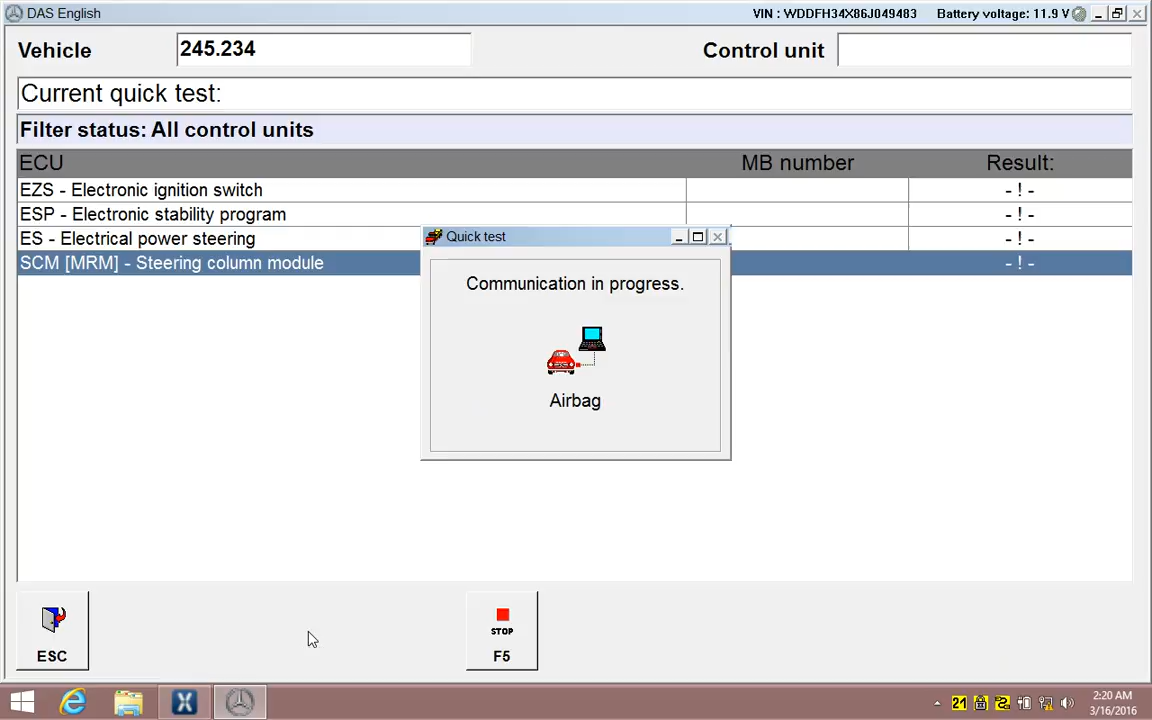 DAS English
VIN : WDDFH34X86J049483 Battery voltage: 11.9 V
Vehicle 245.234 Control unit
Current quick test:
Filter status: All control units
ECU MB number Result:
EZS - Electronic ignition switch - ! -
ESP - Electronic stability program - ! -
ES - Electrical power steering - ! -
SCM [MRM] - Steering column module - ! -
Quick test
Communication in progress.
Airbag
STOP
ESC F5
21
2:20 AM
3/16/2016